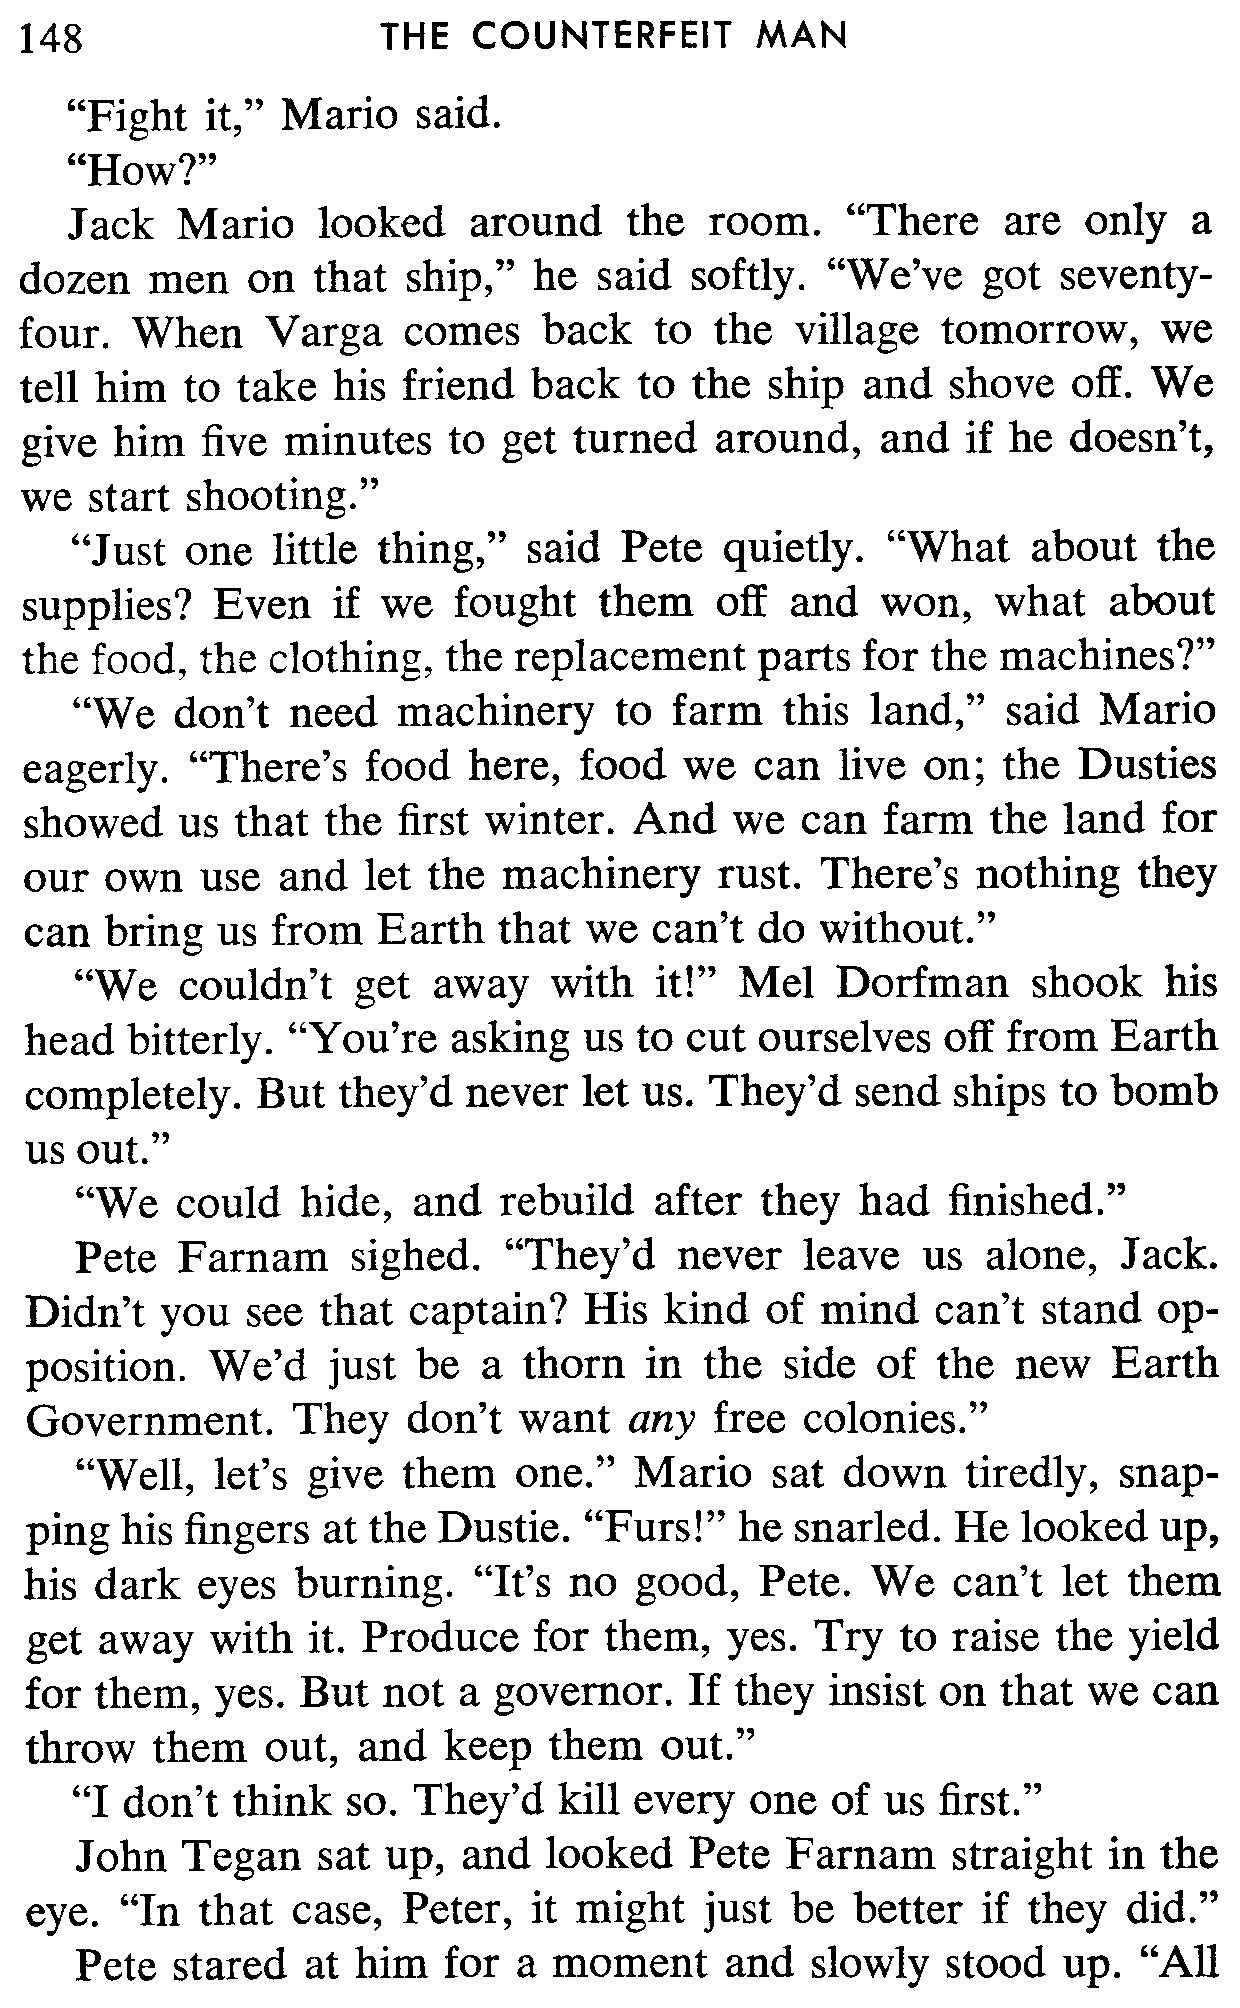 148 THE COUNTERFEIT MAN
“Fight it,” Mario said.
“How?”
Jack Mario looked around the room. “There are only a
dozen men on that ship,” he said softly. “We’ve got seventy-
four. When Varga comes back to the village tomorrow, we
tell him to take his friend back to the ship and shove off. We
give him five minutes to get turned around, and if he doesn’t,
we start shooting.”
“Just one little thing,” said Pete quietly. “What about the
supplies? Even if we fought them off and won, what about
the food, the clothing, the replacement parts for the machines?”
“We don’t need machinery to farm this land,” said Mario
eagerly. “There’s food here, food we can live on; the Dusties
showed us that the first winter. And we can farm the land for
our own use and let the machinery rust. There’s nothing they
can bring us from Earth that we can’t do without.”
“We couldn’t get away with it!” Mel Dorfman shook his
head bitterly. “You’re asking us to cut ourselves off from Earth
completely. But they’d never let us. They’d send ships to bomb
us out.”
“We could hide, and rebuild after they had finished.”
Pete Farnam sighed. “They’d never leave us alone, Jack.
Didn’t you see that captain? His kind of mind can’t stand op-
position. We’d just be a thorn in the side of the new Earth
Government. They don’t want any free colonies.”
“Well, let’s give them one.” Mario sat down tiredly, snap-
ping his fingers at the Dustie. “Furs!” he snarled. He looked up,
his dark eyes burning. “It’s no good, Pete. We can’t let them
get away with it. Produce for them, yes. Try to raise the yield
for them, yes. But not a governor. If they insist on that we can
throw them out, and keep them out.”
“I don’t think so. They’d kill every one of us first.”
John Tegan sat up, and looked Pete Farnam straight in the
eye. “In that case, Peter, it might just be better if they did.”
Pete stared at him for a moment and slowly stood up. “All